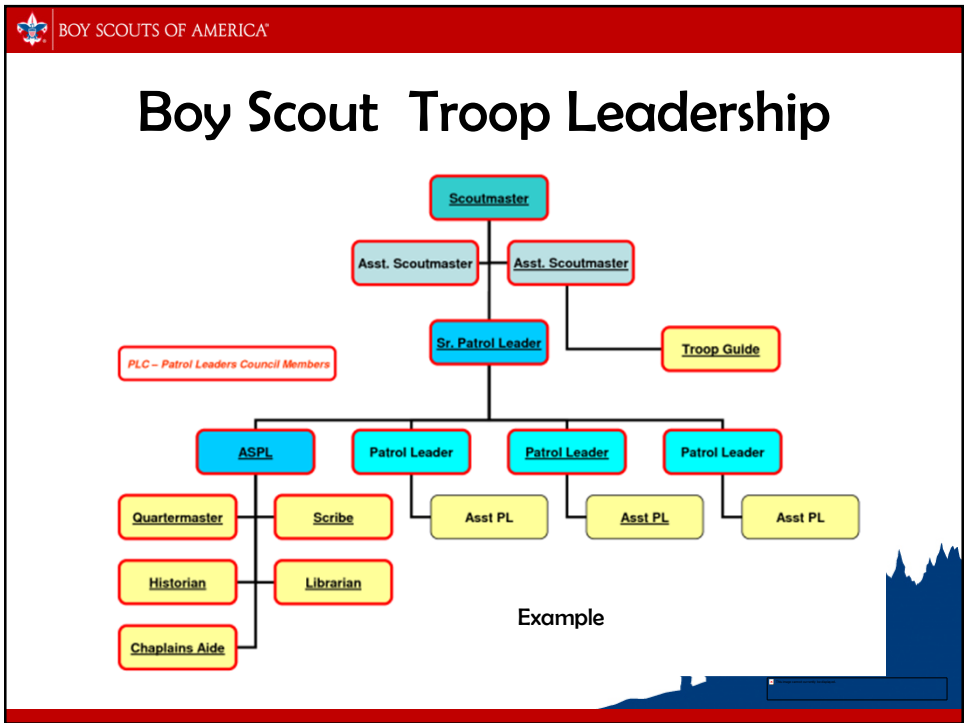 BOY SCOUTS OF AMERICA®
Boy Scout Troop Leadership
Scoutmaster
Asst. Scoutmaster
Asst. Scoutmaster
Sr. Patrol Leader
Troop Guide
PLC – Patrol Leaders Council Members
ASPL
Patrol Leader
Patrol Leader
Patrol Leader
Quartermaster
Scribe
Asst PL
Asst PL
Asst PL
Historian
Librarian
Chaplains Aide
Example